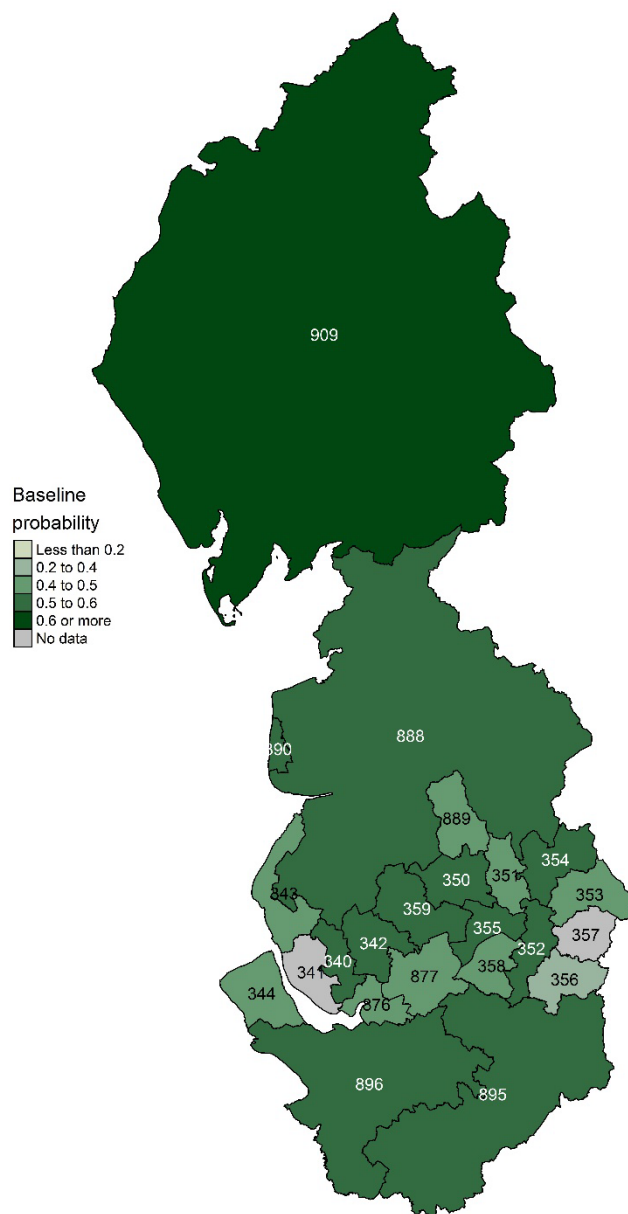 909
Baseline
probability
Less than 0.2
0.2 to 0.4
0.4 to 0.5
0.5 to 0.6
0.6 or more
No data
888
890
889
354
351
350
353
343
359
355
357
342
352
340
341
358
877
356
344
876
896
895